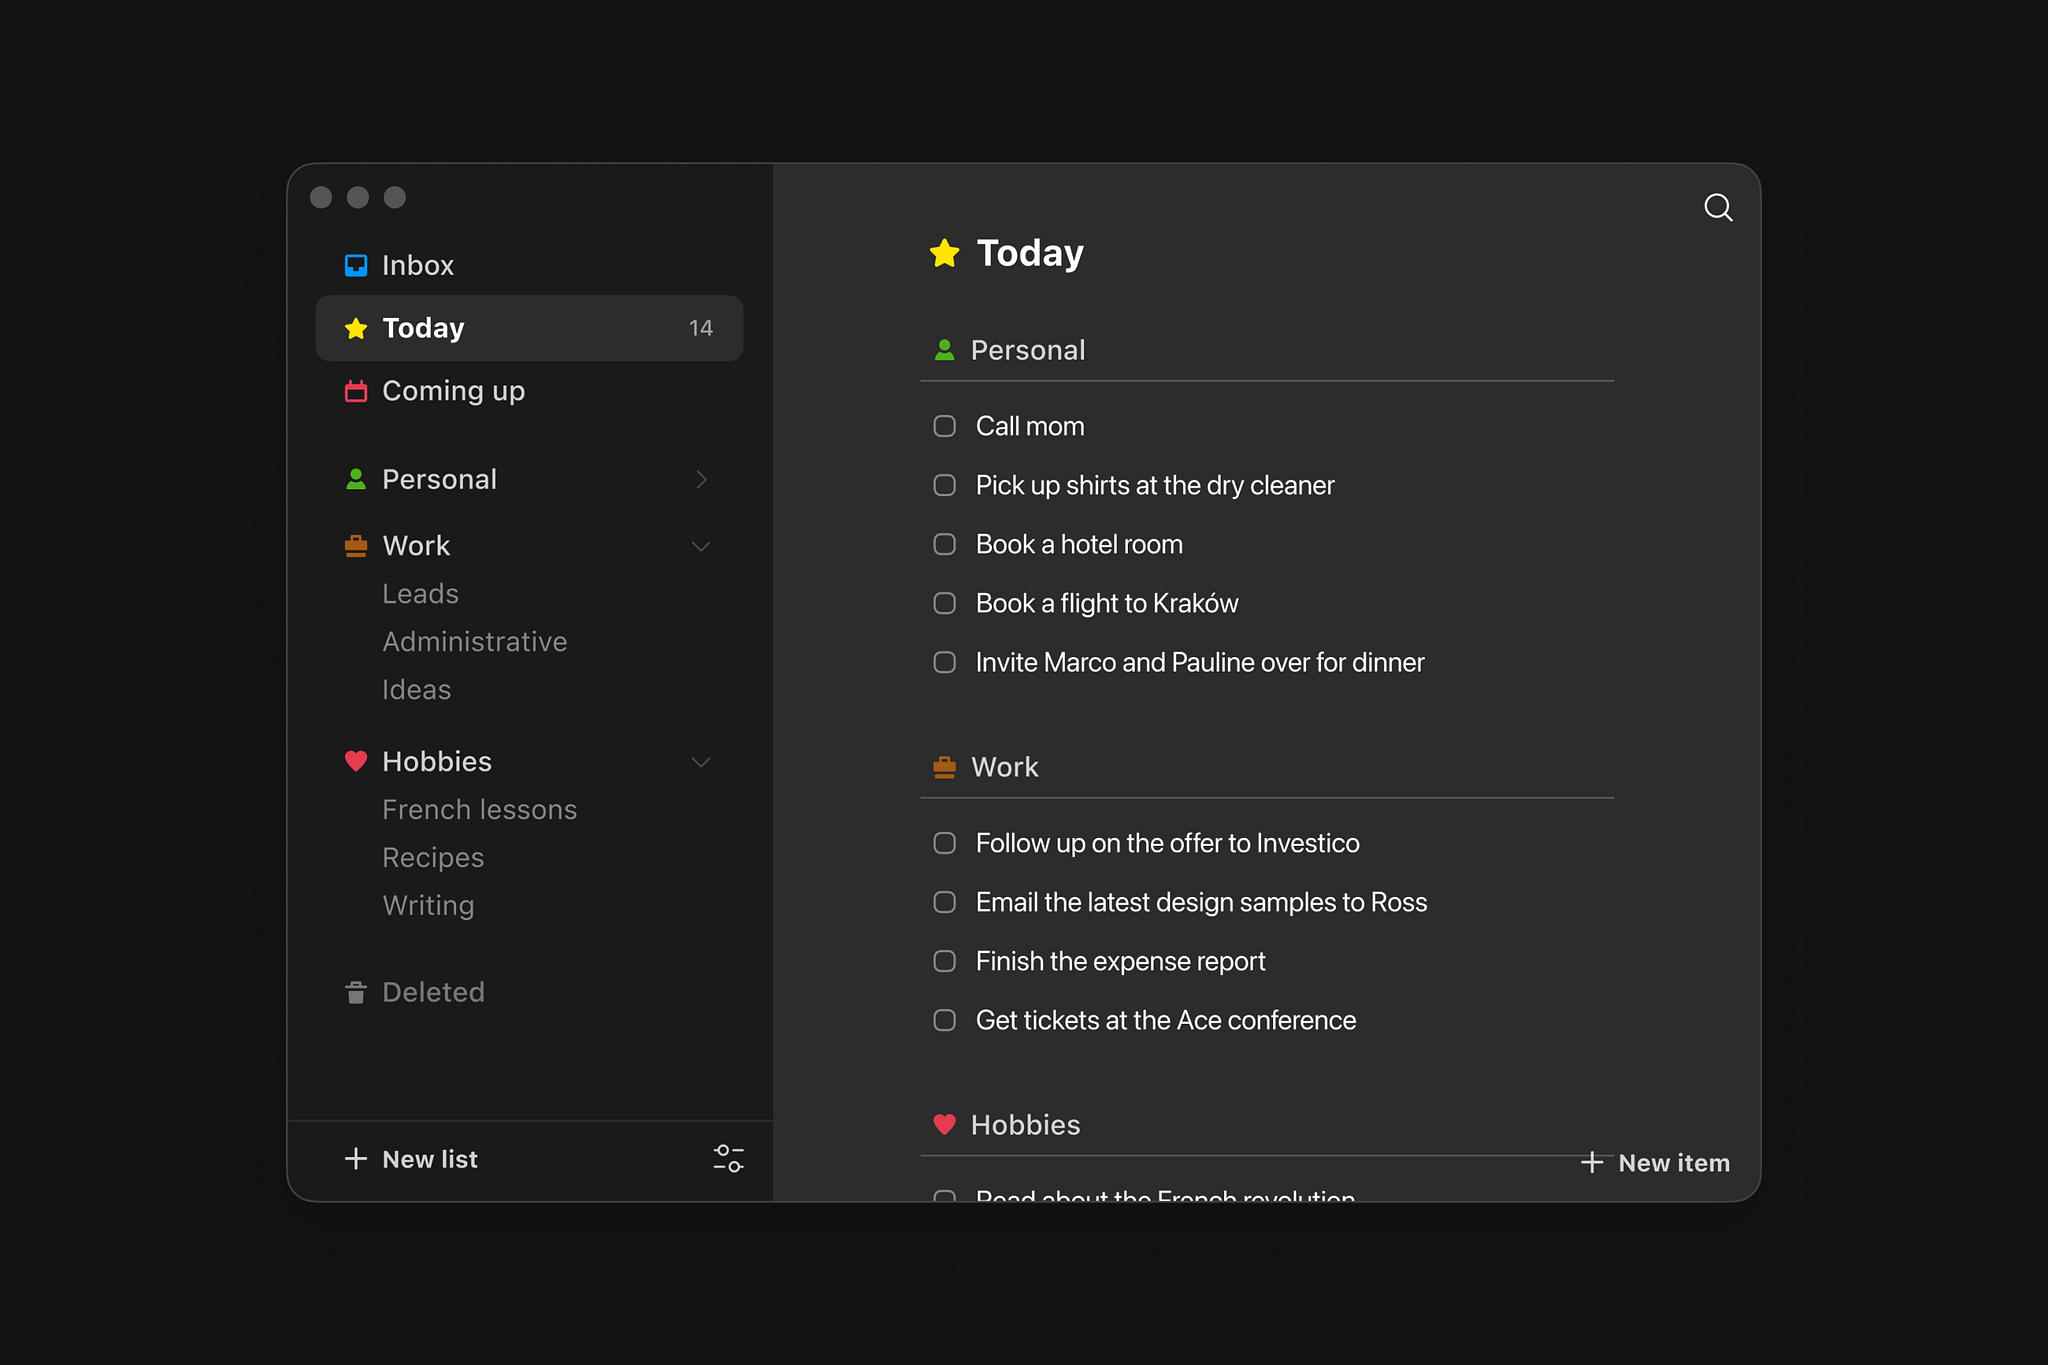 Inbox
Today 14
Coming up
Personal
Work
Leads
Administrative
Ideas
Hobbies
French lessons
Recipes
Writing
Deleted
New list
Today
Personal
Call mom
Pick up shirts at the dry cleaner
Book a hotel room
Book a flight to Kraków
Invite Marco and Pauline over for dinner
Work
Follow up on the offer to Investico
Email the latest design samples to Ross
Finish the expense report
Get tickets at the Ace conference
Hobbies
New item
Read about the French revolution